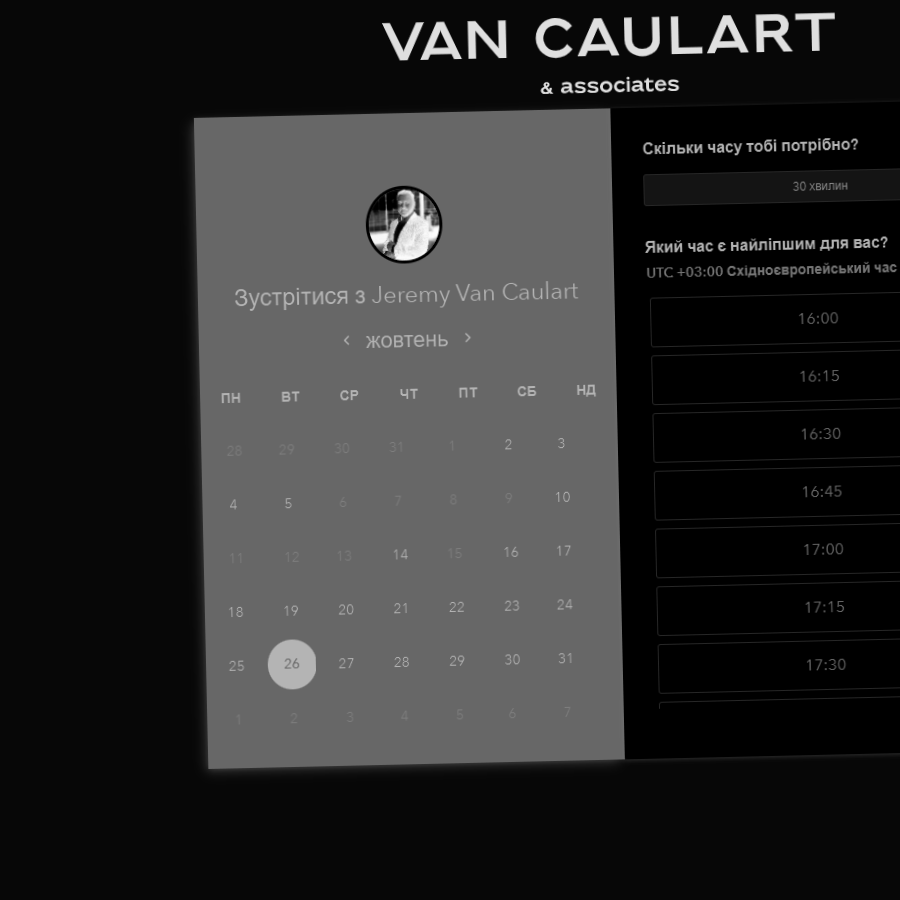 VAN CAULART
& associates
Зустрітися з Jeremy Van Caulart
‹ жовтень ›
ПН ВТ СР ЧТ ПТ СБ НД
28 29 30 31 1 2 3
4 5 6 7 8 9 10
11 12 13 14 15 16 17
18 19 20 21 22 23 24
25 26 27 28 29 30 31
1 2 3 4 5 6 7
Скільки часу тобі потрібно?
30 хвилин
Який час є найліпшим для вас?
UTC +03:00 Східноєвропейський час
16:00
16:15
16:30
16:45
17:00
17:15
17:30